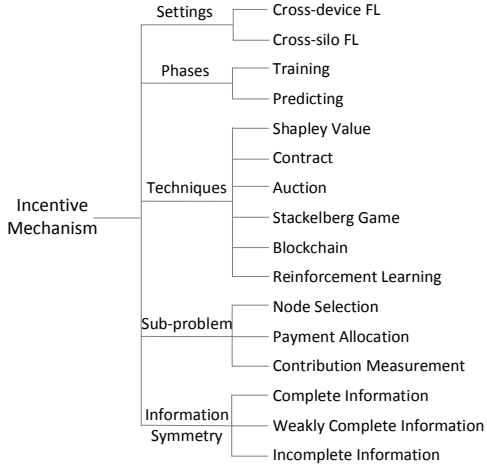 Incentive
Mechanism
Settings
Cross-device FL
Cross-silo FL
Phases
Training
Predicting
Techniques
Shapley Value
Contract
Auction
Stackelberg Game
Blockchain
Reinforcement Learning
Sub-problem
Node Selection
Payment Allocation
Contribution Measurement
Information
Symmetry
Complete Information
Weakly Complete Information
Incomplete Information